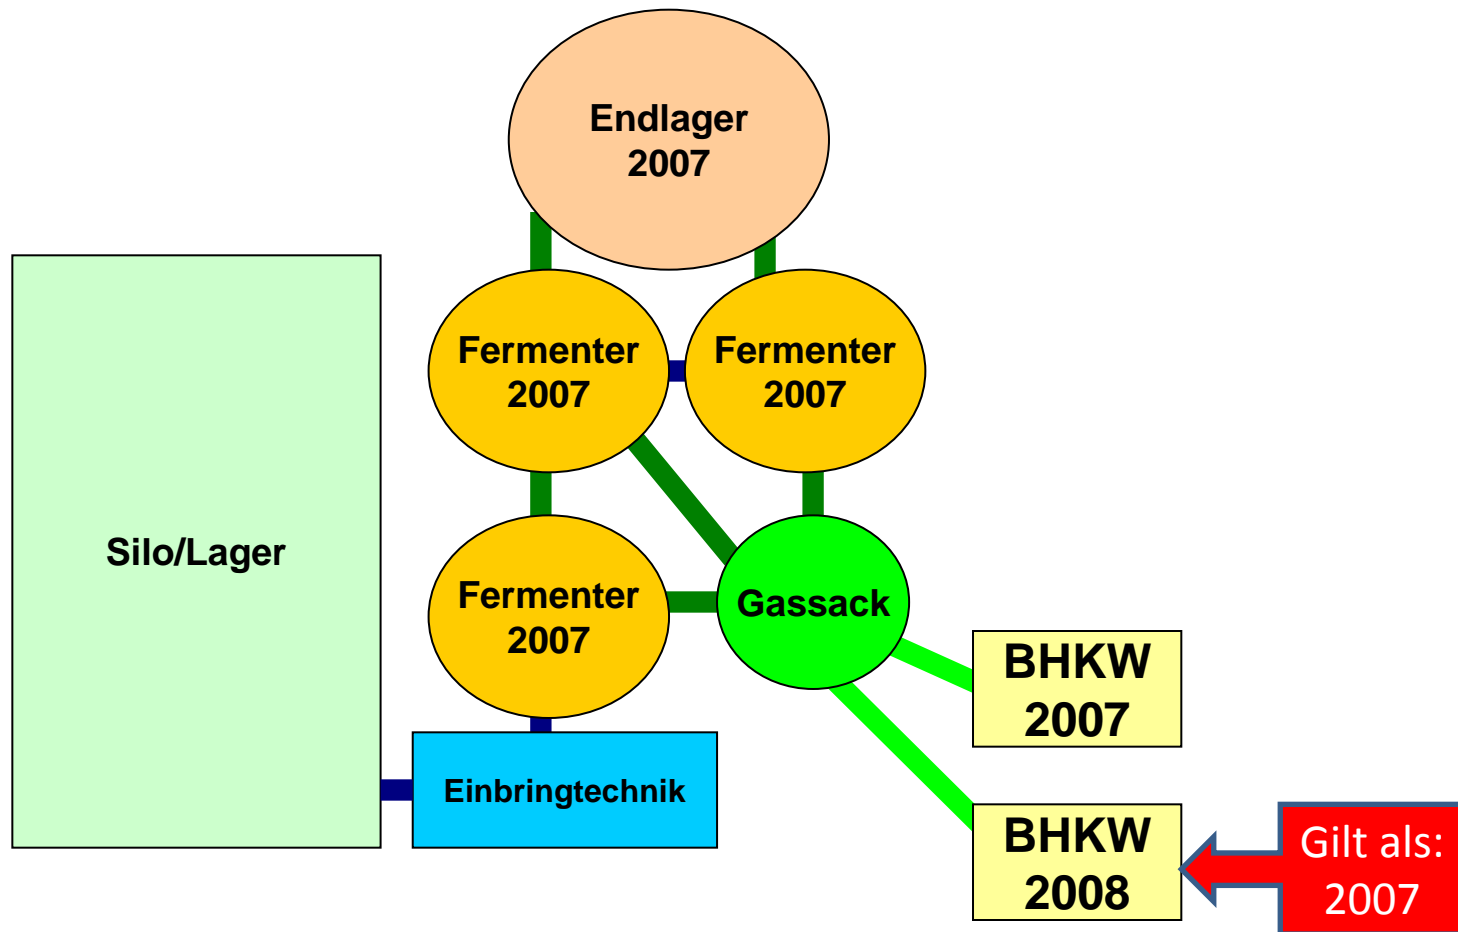 Endlager
2007
Fermenter
2007
Fermenter
2007
Silo/Lager
Fermenter
2007
Gassack
BHKW
2007
Einbringtechnik
BHKW
2008
Gilt als:
2007